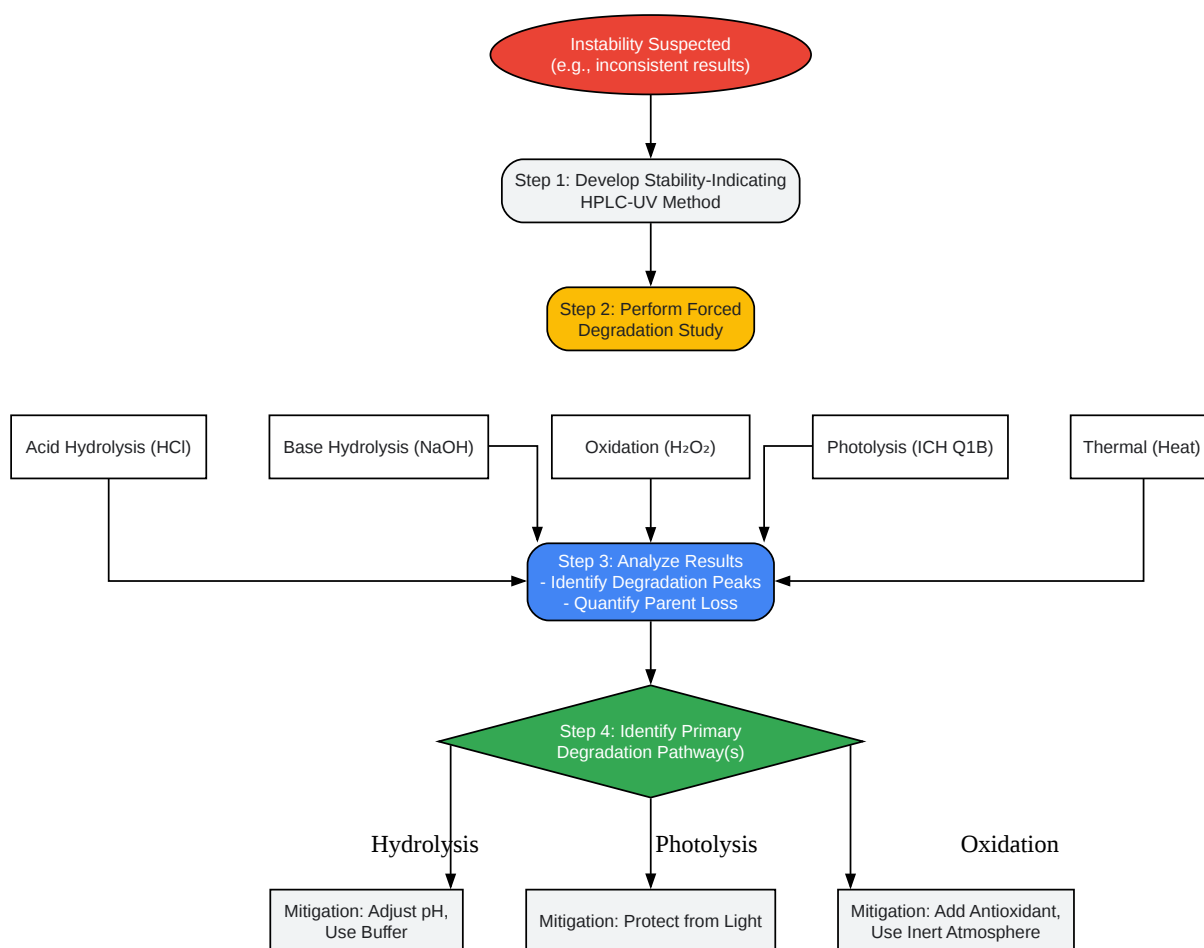 Instability Suspected
(e.g., inconsistent results)
Step 1: Develop Stability-Indicating
HPLC-UV Method
Step 2: Perform Forced
Degradation Study
Acid Hydrolysis (HCl)
Base Hydrolysis (NaOH)
Oxidation (H₂O₂)
Photolysis (ICH Q1B)
Thermal (Heat)
Step 3: Analyze Results
- Identify Degradation Peaks
- Quantify Parent Loss
Step 4: Identify Primary
Degradation Pathway(s)
Hydrolysis
Photolysis
Oxidation
Mitigation: Adjust pH,
Use Buffer
Mitigation: Protect from Light
Mitigation: Add Antioxidant,
Use Inert Atmosphere